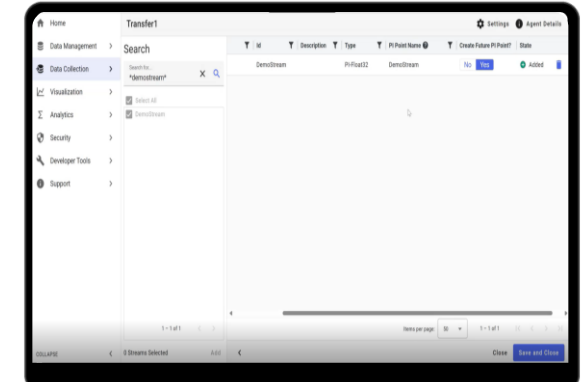 Home
Transfer1
Settings
Agent Details
Data Management
Data Collection
Visualization
Analytics
Security
Developer Tools
Support
COLLAPSE
Search
Search for...
*demostream*
Select All
DemoStream
1 - 1 of 1
0 Streams Selected
Add
Id
Description
Type
PI Point Name
Create Future PI Point?
State
DemoStream
PI-Float32
DemoStream
No
Yes
Added
Items per page:
50
1 - 1 of 1
Close
Save and Close